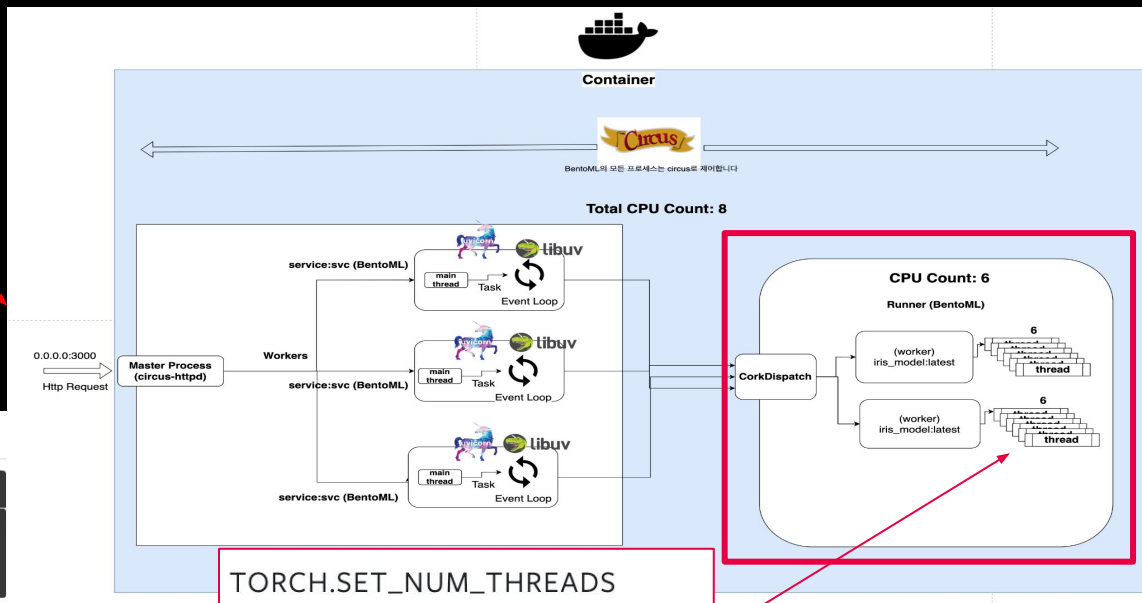 Container
THE
Circus
BentoML의 모든 프로세스는 circus로 제어합니다
Total CPU Count: 8
0.0.0.0:3000
Http Request
Master Process
(circus-httpd)
Workers
service:svc (BentoML)
uvicorn
libuv
main
thread
Task
Event Loop
service:svc (BentoML)
uvicorn
libuv
main
thread
Task
Event Loop
service:svc (BentoML)
uvicorn
libuv
main
thread
Task
Event Loop
CorkDispatch
CPU Count: 6
Runner (BentoML)
(worker)
iris_model:latest
6
thread
(worker)
iris_model:latest
6
thread
TORCH.SET_NUM_THREADS